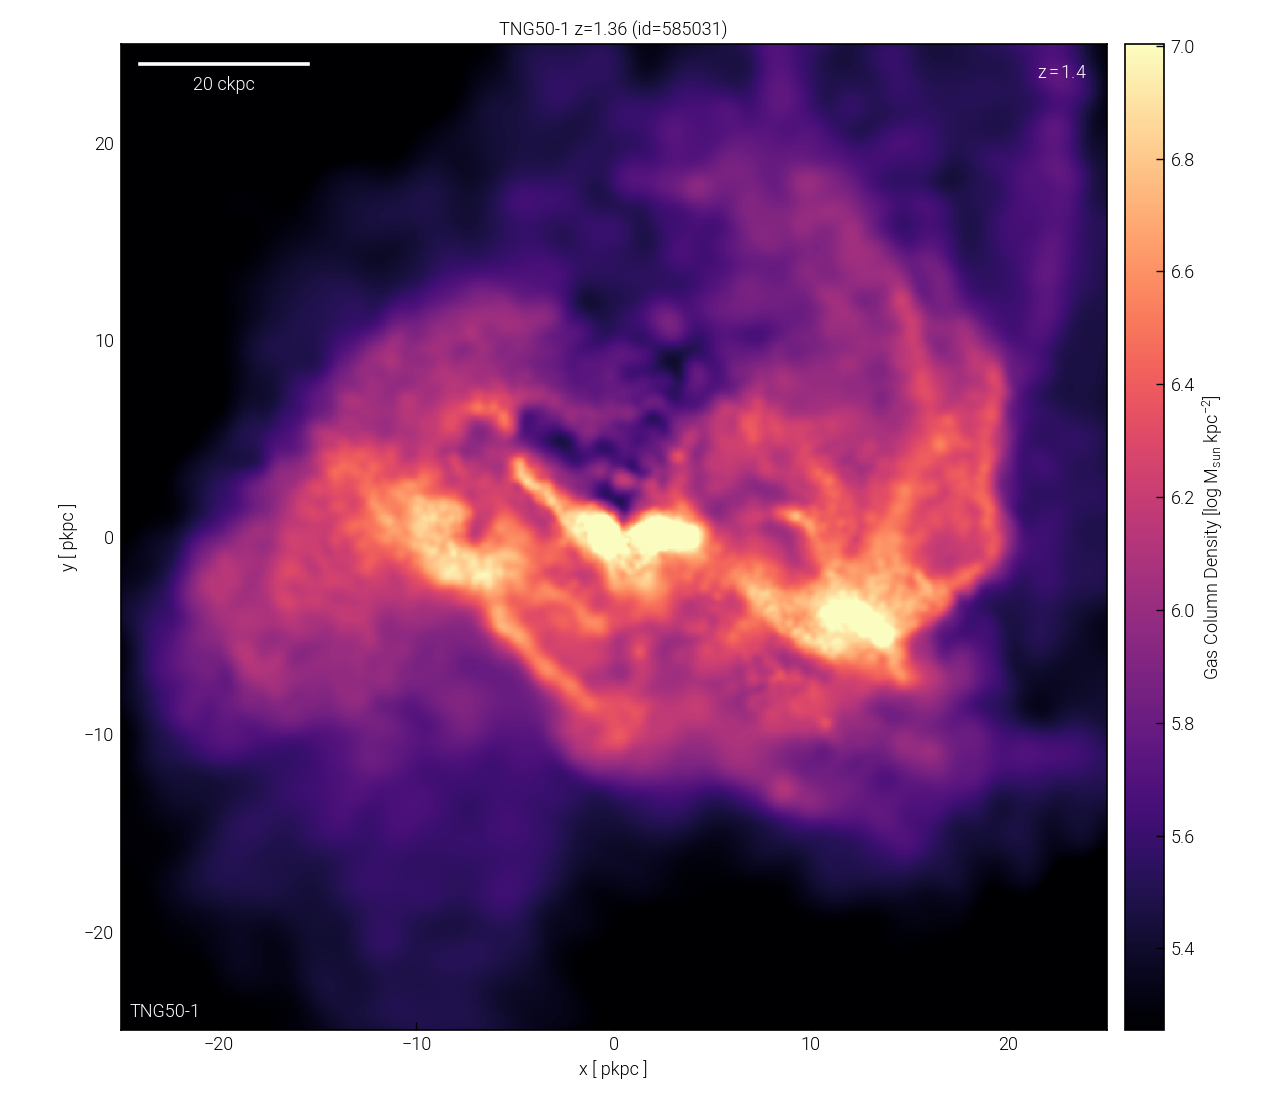 TNG50-1 z=1.36 (id=585031)
20 ckpc
z=1.4
TNG50-1
20
10
0
−10
−20
y [ pkpc ]
−20
−10
0
10
20
x [ pkpc ]
7.0
6.8
6.6
6.4
6.2
6.0
5.8
5.6
5.4
Gas Column Density [log M_sun kpc^−2]